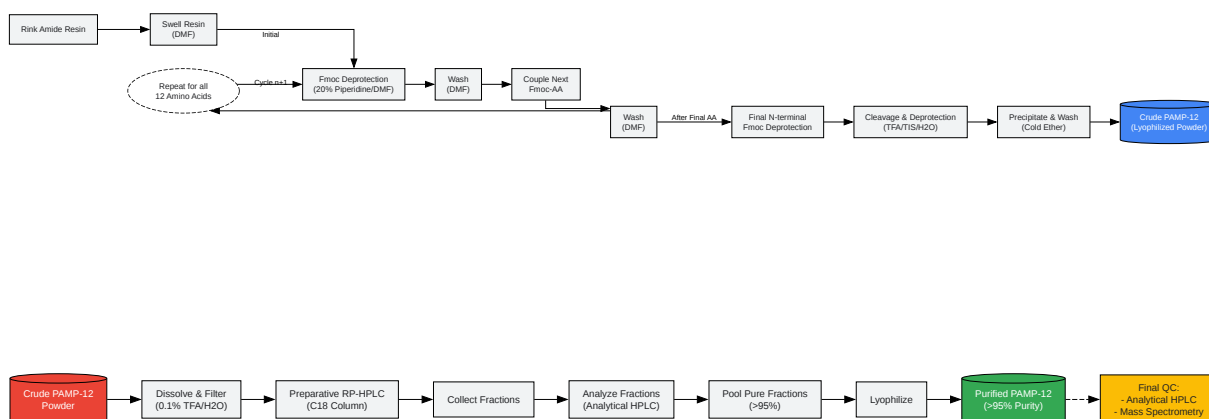 Rink Amide Resin
Swell Resin
(DMF)
Initial
Repeat for all
12 Amino Acids
Cycle n+1
Fmoc Deprotection
(20% Piperidine/DMF)
Wash
(DMF)
Couple Next
Fmoc-AA
Wash
(DMF)
After Final AA
Final N-terminal
Fmoc Deprotection
Cleavage & Deprotection
(TFA/TIS/H2O)
Precipitate & Wash
(Cold Ether)
Crude PAMP-12
(Lyophilized Powder)
Crude PAMP-12
Powder
Dissolve & Filter
(0.1% TFA/H2O)
Preparative RP-HPLC
(C18 Column)
Collect Fractions
Analyze Fractions
(Analytical HPLC)
Pool Pure Fractions
(>95%)
Lyophilize
Purified PAMP-12
(>95% Purity)
Final QC:
- Analytical HPLC
- Mass Spectrometry